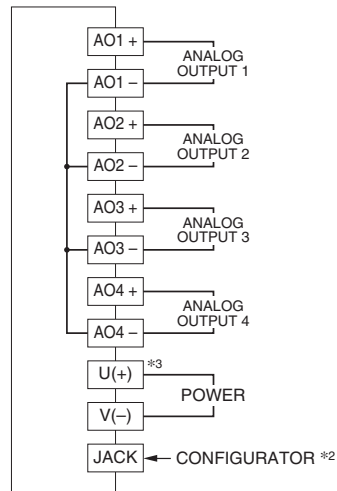 AO1 +
ANALOG
OUTPUT 1
AO1 –
AO2 +
ANALOG
OUTPUT 2
AO2 –
AO3 +
ANALOG
OUTPUT 3
AO3 –
AO4 +
ANALOG
OUTPUT 4
AO4 –
U(+) *3
POWER
V(–)
JACK CONFIGURATOR *2